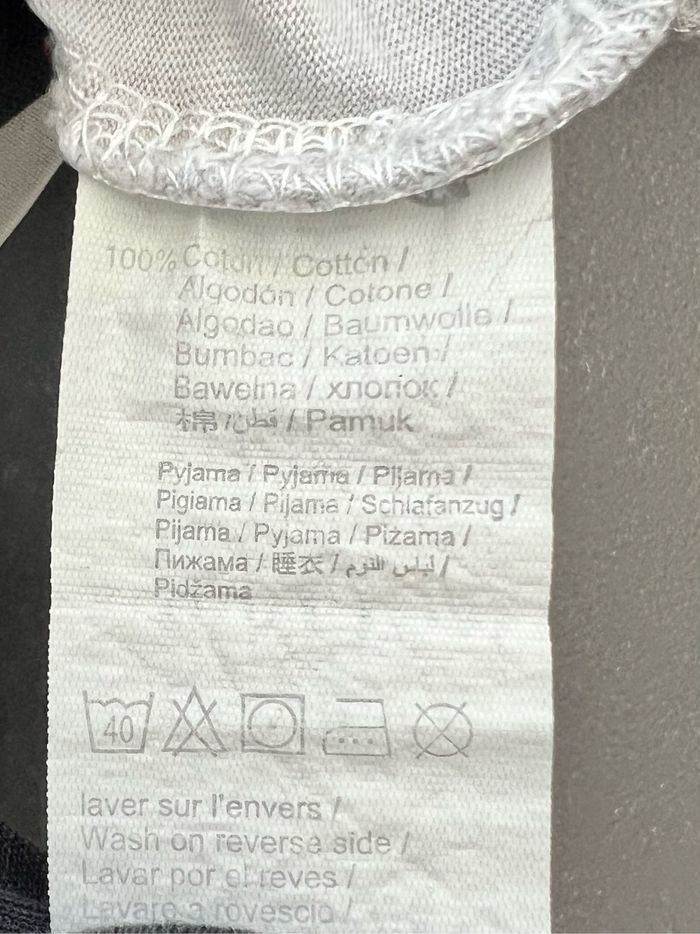 100% Coton / Cotton /
Algodón / Cotone /
Algodao / Baumwolle /
Bumbac / Katoen /
Bawełna / хлопок /
棉 / قطن / Pamuk
Pyjama / Pyjama / Pijama /
Pigiama / Pijama / Schlafanzug /
Pijama / Pyjama / Piżama /
Пижама / 睡衣 / لباس النوم /
Pidžama
40
laver sur l'envers /
Wash on reverse side /
Lavar por el reves /
Lavare a rovescio /